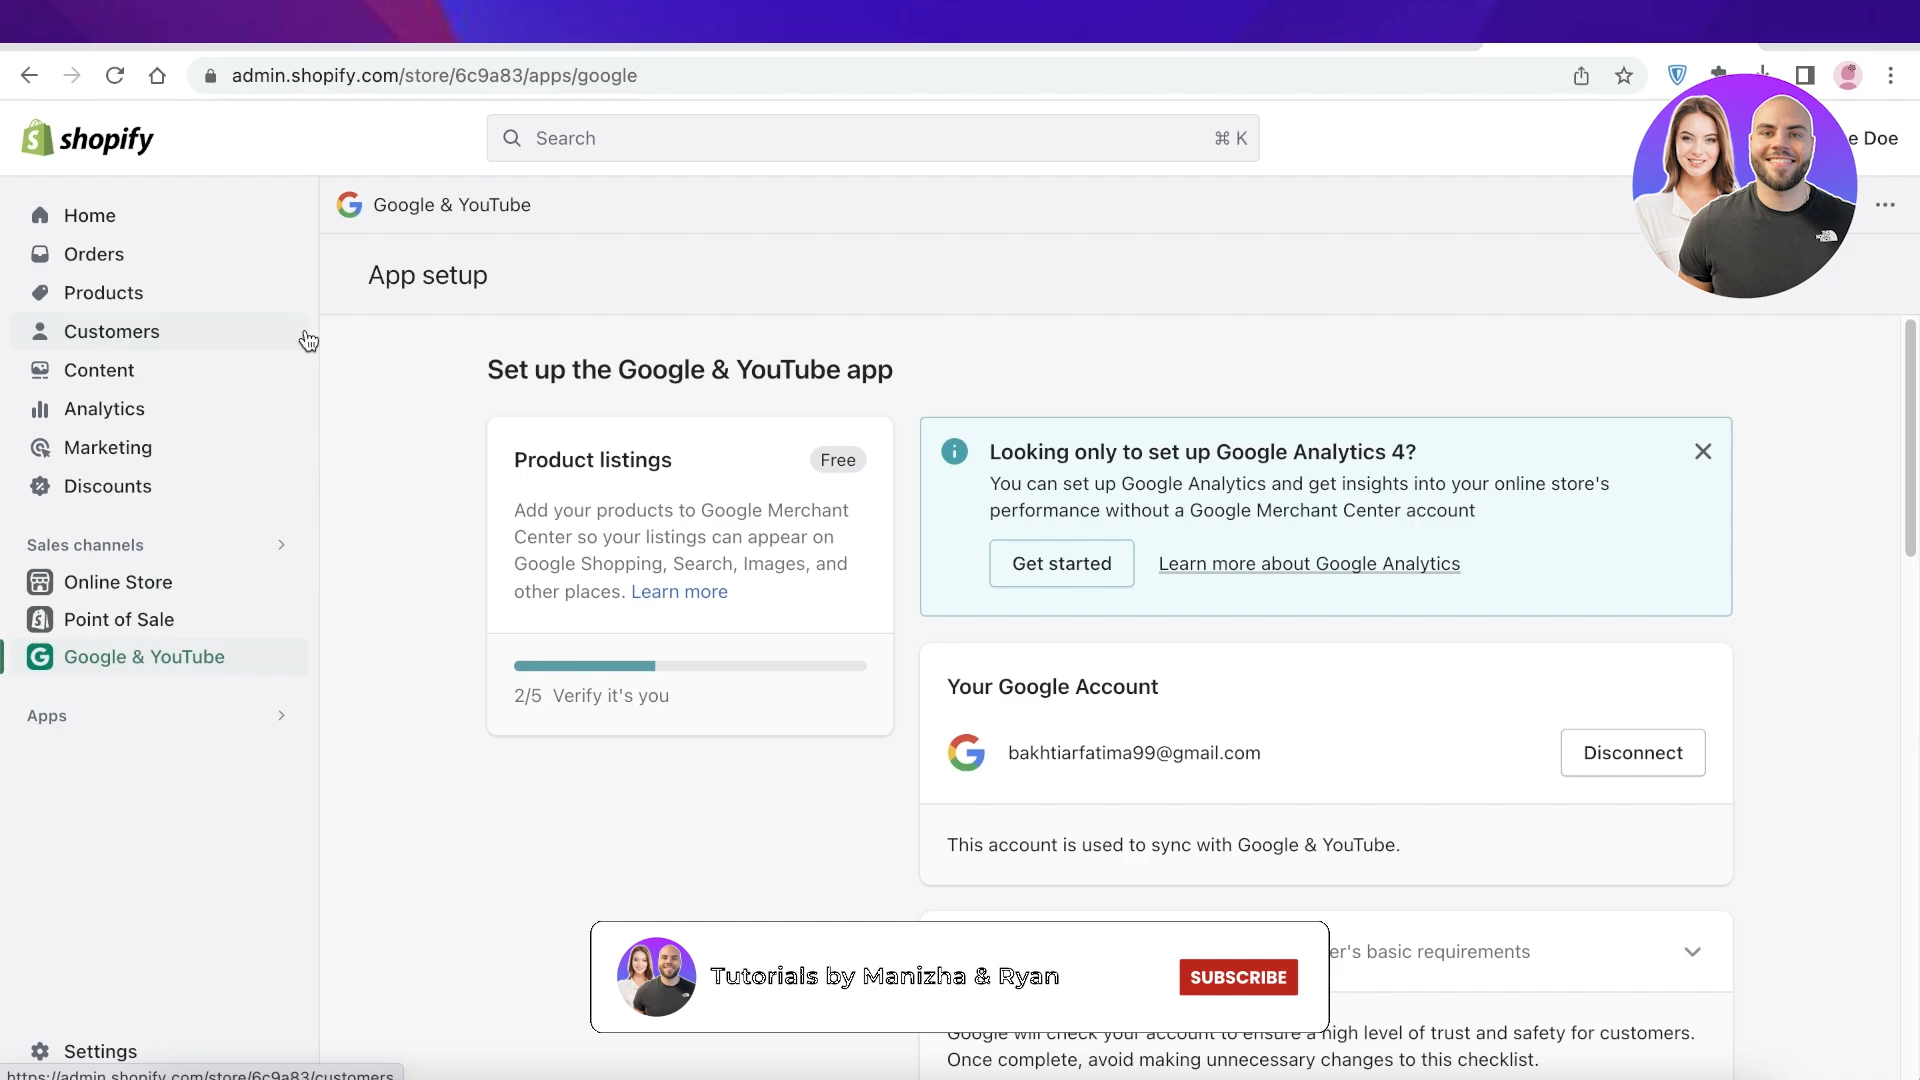 admin.shopify.com/store/6c9a83/apps/google
shopify
Search
⌘ K
e Doe
Home
Orders
Products
Customers
Content
Analytics
Marketing
Discounts
Sales channels
Online Store
Point of Sale
Google & YouTube
Apps
Settings
https://admin.shopify.com/store/6c9a83/customers
Google & YouTube
App setup
Set up the Google & YouTube app
Product listings
Free
Add your products to Google Merchant
Center so your listings can appear on
Google Shopping, Search, Images, and
other places. Learn more
2/5 Verify it's you
Looking only to set up Google Analytics 4?
You can set up Google Analytics and get insights into your online store's
performance without a Google Merchant Center account
Get started
Learn more about Google Analytics
Your Google Account
bakhtiarfatima99@gmail.com
Disconnect
This account is used to sync with Google & YouTube.
er's basic requirements
Tutorials by Manizha & Ryan
SUBSCRIBE
Google will check your account to ensure a high level of trust and safety for customers.
Once complete, avoid making unnecessary changes to this checklist.